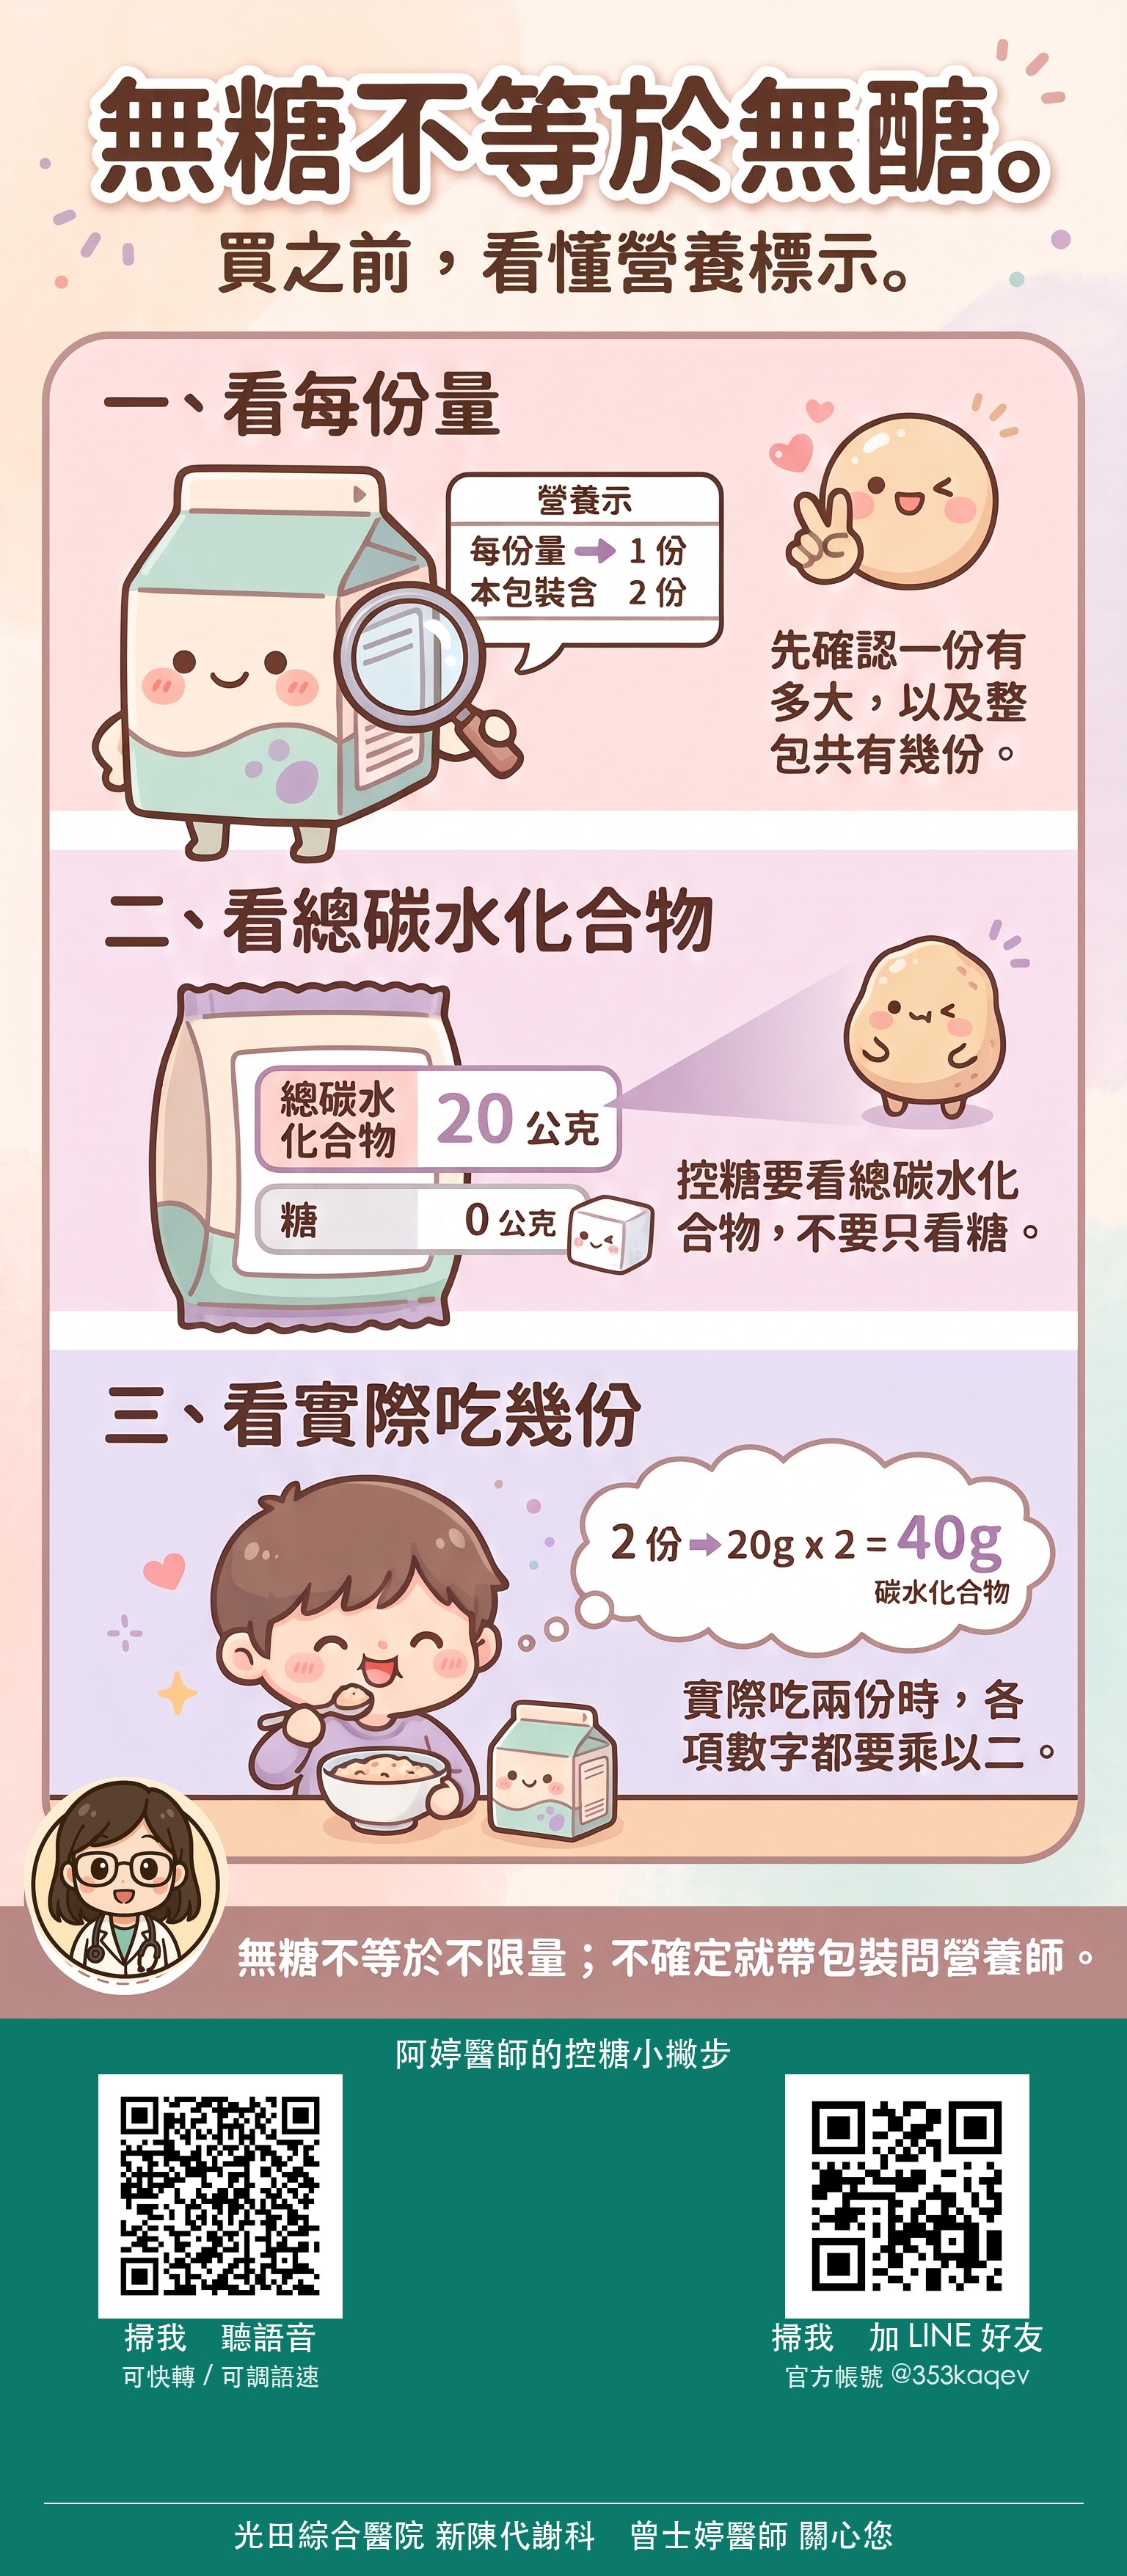 無糖不等於無醣。
買之前，看懂營養標示。
一、看每份量
營養示
每份量 → 1 份
本包裝含 2 份
先確認一份有
多大，以及整
包共有幾份。
二、看總碳水化合物
總碳水
化合物
20 公克
糖 0 公克
控糖要看總碳水化
合物，不要只看糖。
三、看實際吃幾份
2 份 → 20g x 2 = 40g
碳水化合物
實際吃兩份時，各
項數字都要乘以二。
無糖不等於不限量；不確定就帶包裝問營養師。
阿婷醫師的控糖小撇步
掃我 聽語音
可快轉 / 可調語速
掃我 加 LINE 好友
官方帳號 @353kaqev
光田綜合醫院 新陳代謝科 曾士婷醫師 關心您